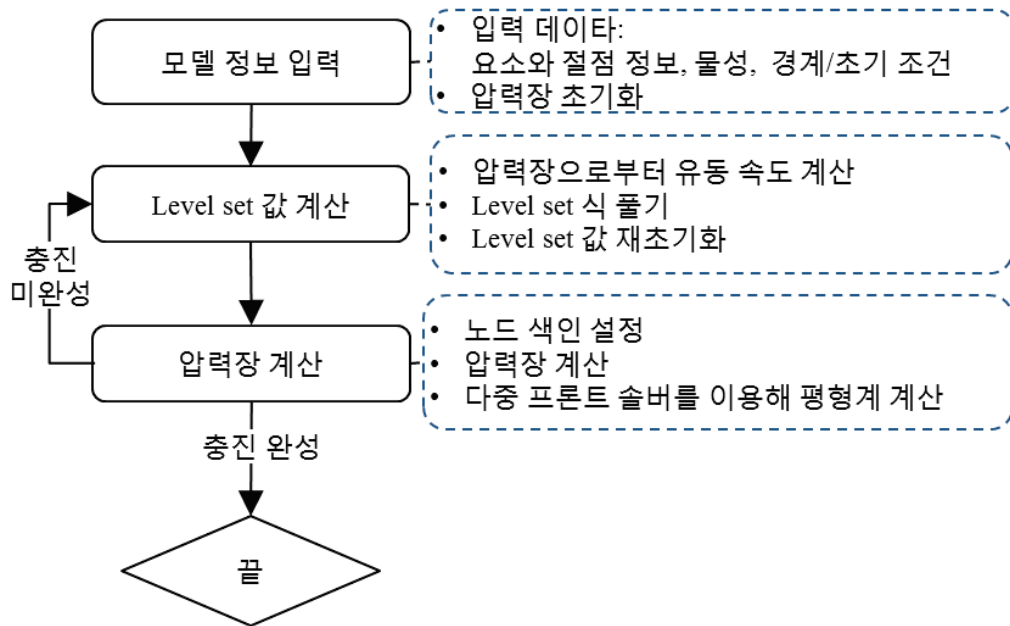 모델 정보 입력
• 입력 데이타:
요소와 절점 정보, 물성, 경계/초기 조건
• 압력장 초기화
Level set 값 계산
• 압력장으로부터 유동 속도 계산
• Level set 식 풀기
• Level set 값 재초기화
충진
미완성
압력장 계산
• 노드 색인 설정
• 압력장 계산
• 다중 프론트 솔버를 이용해 평형계 계산
충진 완성
끝